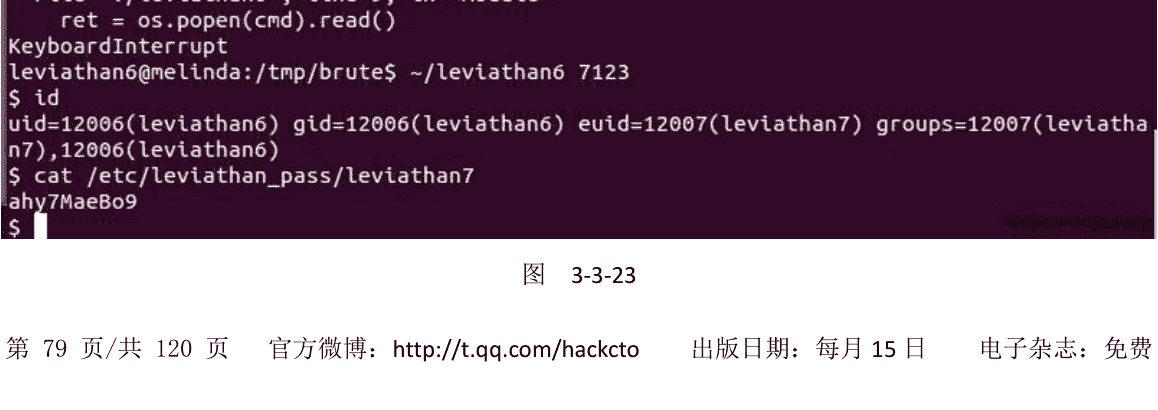 ret = os.popen(cmd).read()
KeyboardInterrupt
leviathan6@melinda:/tmp/brute$ ~/leviathan6 7123
$ id
uid=12006(leviathan6) gid=12006(leviathan6) euid=12007(leviathan7) groups=12007(leviatha
n7),12006(leviathan6)
$ cat /etc/leviathan_pass/leviathan7
ahy7MaeBo9
$
图 3-3-23
第 79 页/共 120 页 官方微博：http://t.qq.com/hackcto 出版日期：每月 15 日 电子杂志：免费